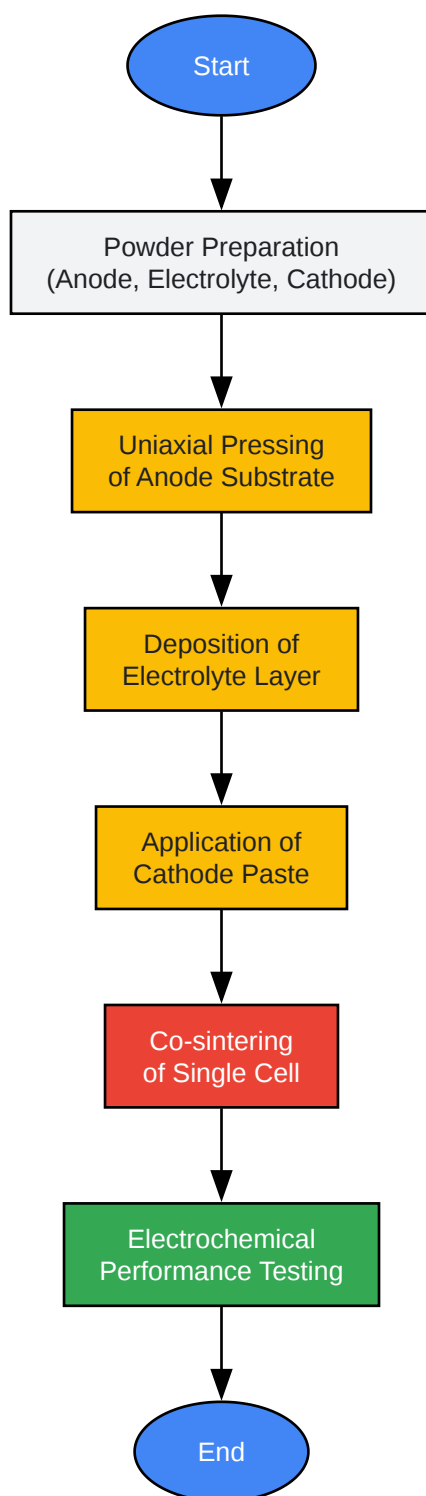 Start
Powder Preparation
(Anode, Electrolyte, Cathode)
Uniaxial Pressing
of Anode Substrate
Deposition of
Electrolyte Layer
Application of
Cathode Paste
Co-sintering
of Single Cell
Electrochemical
Performance Testing
End